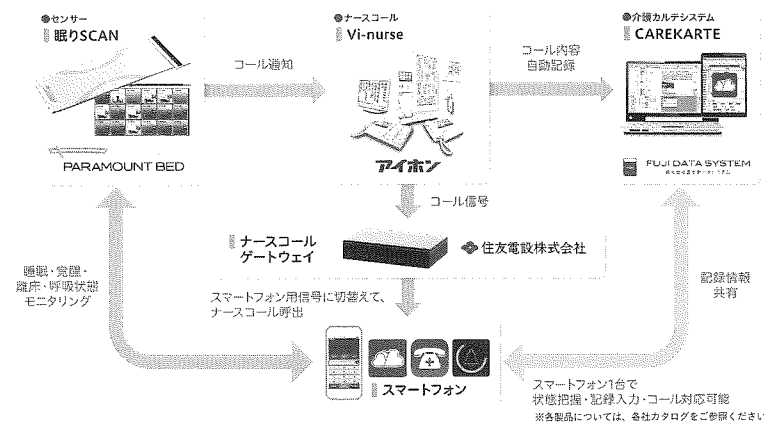 ●センサー
眠りSCAN
PARAMOUNT BED
コール通知
●ナースコール
Vi-nurse
アイホン
コール内容
自動記録
●介護カルテシステム
CAREKARTE
FUJI DATA SYSTEM
コール信号
ナースコール
ゲートウェイ
住友電設株式会社
睡眠・覚醒・
離床・呼吸状態
モニタリング
スマートフォン用信号に切替えて、
ナースコール呼出
記録情報
共有
スマートフォン
スマートフォン1台で
状態把握・記録入力・コール対応可能
※各製品については、各社カタログをご参照くださ